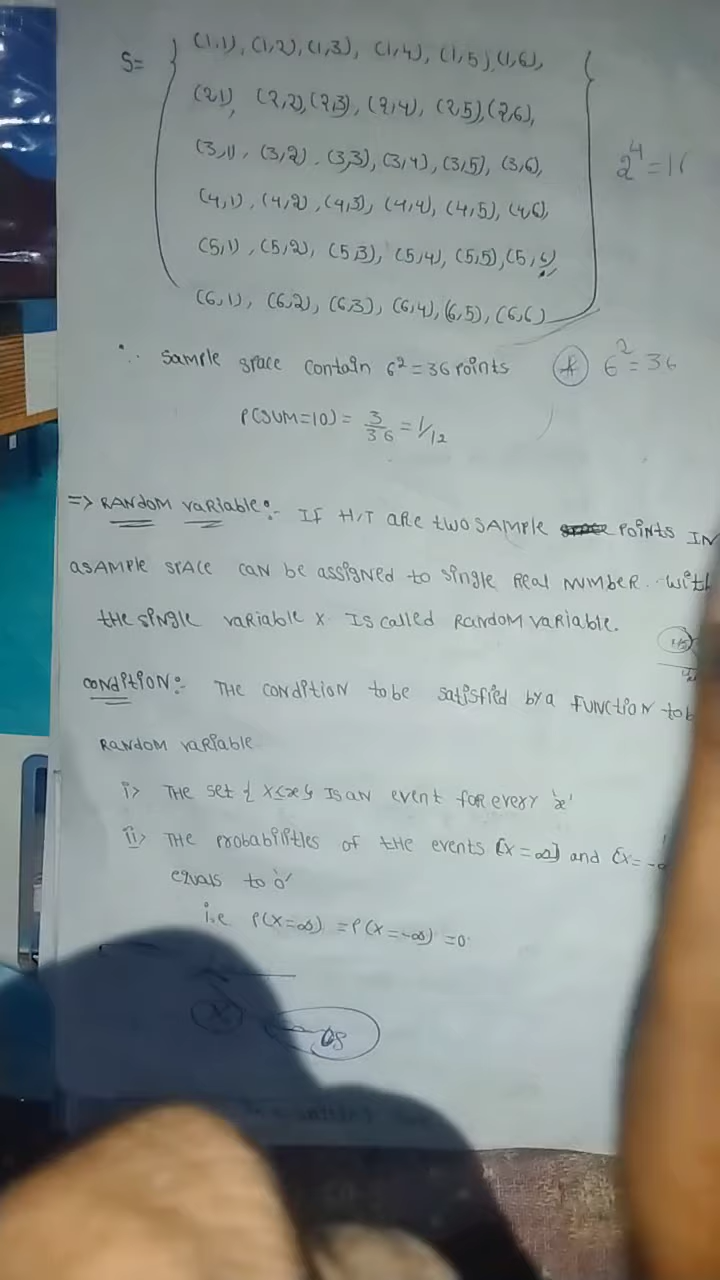 S= { (1,1), (1,2), (1,3), (1,4), (1,5), (1,6),
(2,1), (2,2), (2,3), (2,4), (2,5), (2,6),
(3,1), (3,2), (3,3), (3,4), (3,5), (3,6),
2^4=16
(4,1), (4,2), (4,3), (4,4), (4,5), (4,6),
(5,1), (5,2), (5,3), (5,4), (5,5), (5,6),
(6,1), (6,2), (6,3), (6,4), (6,5), (6,6) }
∴ sample space contain 6²=36 points
6²=36
P(SUM=10) = 3/36 = 1/12
=> RANDOM variable:- IF H,T are two SAMPLE POINTS IN
a SAMPLE SPACE can be assigned to single Real NUMBER. with
the single variable X Is called Random variable.
CONDITION:- THE CONDITION to be satisfied by a FUNCTION to b
RANDOM variable
i> THE set { X≤x} Is an event for every 'x'
ii> THE probabilitles of the events [X=∞] and [X=-∞
equals to '0'
i.e P(X=∞) = P(X=-∞) =0.